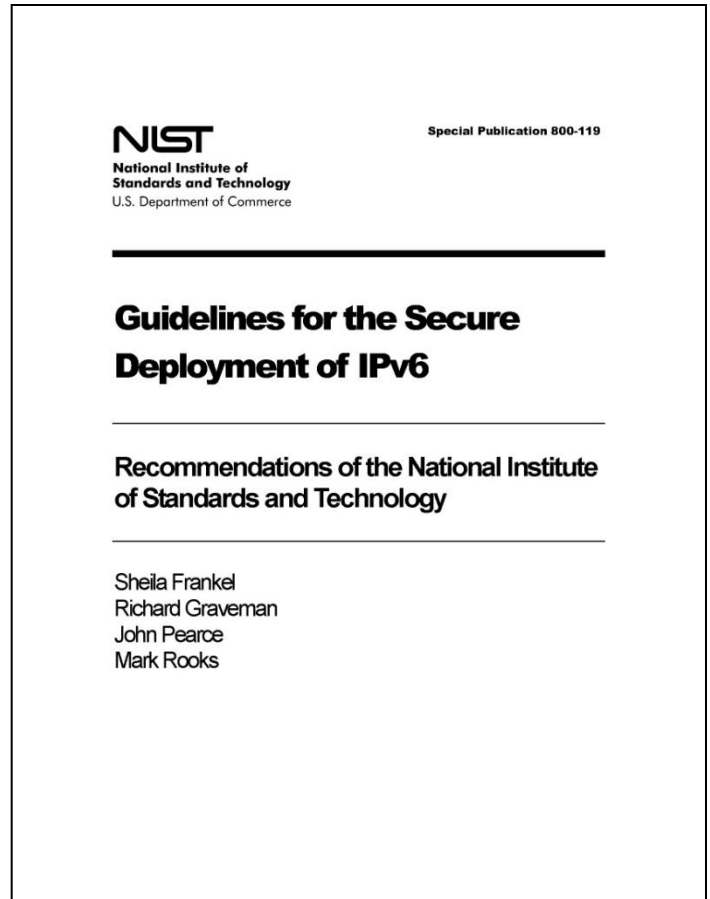 NIST
Special Publication 800-119
National Institute of
Standards and Technology
U.S. Department of Commerce
Guidelines for the Secure
Deployment of IPv6
Recommendations of the National Institute
of Standards and Technology
Sheila Frankel
Richard Graveman
John Pearce
Mark Rooks